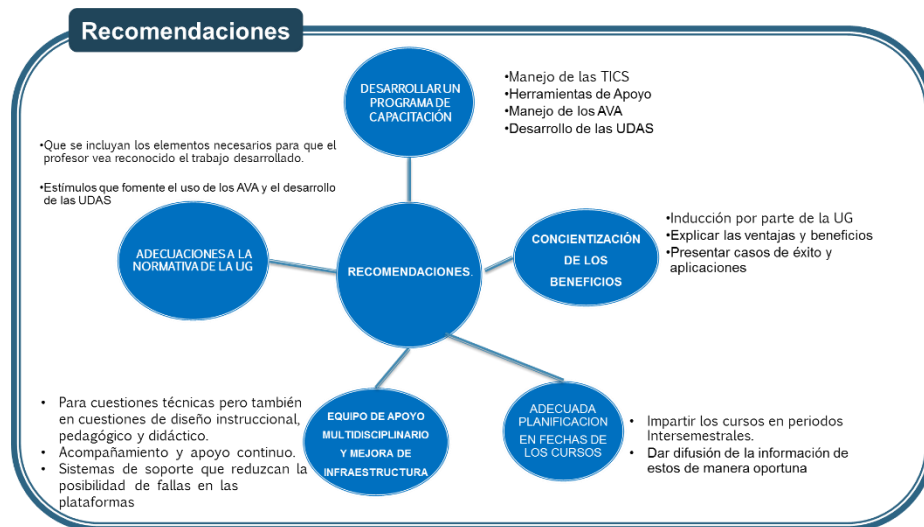 Recomendaciones
DESARROLLAR UN
PROGRAMA DE
CAPACITACIÓN
•Manejo de las TICS
•Herramientas de Apoyo
•Manejo de los AVA
•Desarrollo de las UDAS
•Que se incluyan los elementos necesarios para que el
profesor vea reconocido el trabajo desarrollado.
•Estímulos que fomente el uso de los AVA y el desarrollo
de las UDAS
ADECUACIONES A LA
NORMATIVA DE LA UG
RECOMENDACIONES.
CONCIENTIZACIÓN
DE LOS
BENEFICIOS
•Inducción por parte de la UG
•Explicar las ventajas y beneficios
•Presentar casos de éxito y
aplicaciones
• Para cuestiones técnicas pero también
en cuestiones de diseño instruccional,
pedagógico y didáctico.
• Acompañamiento y apoyo continuo.
• Sistemas de soporte que reduzcan la
posibilidad de fallas en las
plataformas
EQUIPO DE APOYO
MULTIDISCIPLINARIO
Y MEJORA DE
INFRAESTRUCTURA
ADECUADA
PLANIFICACION
EN FECHAS DE
LOS CURSOS
• Impartir los cursos en periodos
Intersemestrales.
• Dar difusión de la información de
estos de manera oportuna